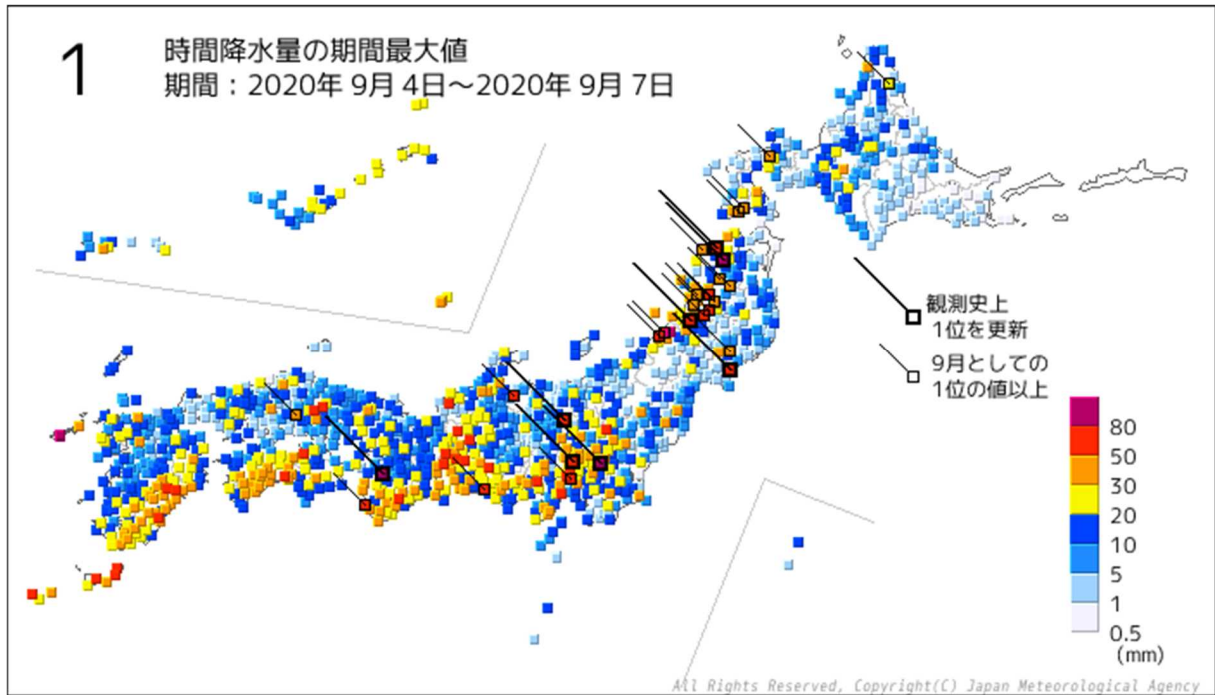 1
時間降水量の期間最大値
期間：2020年 9月 4日～2020年 9月 7日
観測史上
1位を更新
9月としての
1位の値以上
80
50
30
20
10
5
1
0.5
(mm)
All Rights Reserved, Copyright(C) Japan Meteorological Agency